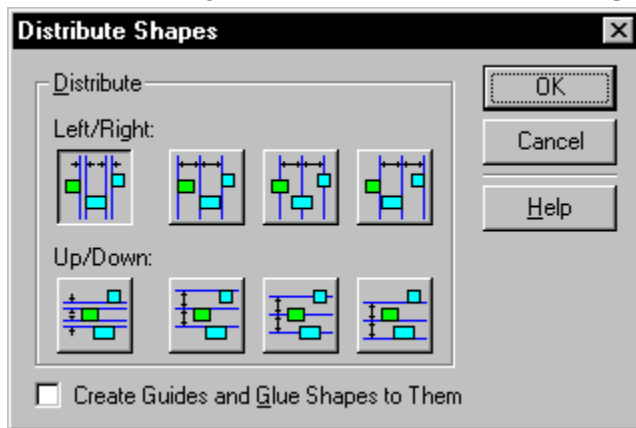 Distribute Shapes
Distribute
OK
Left/Right:
Cancel
Help
Up/Down:
Create Guides and Glue Shapes to Them